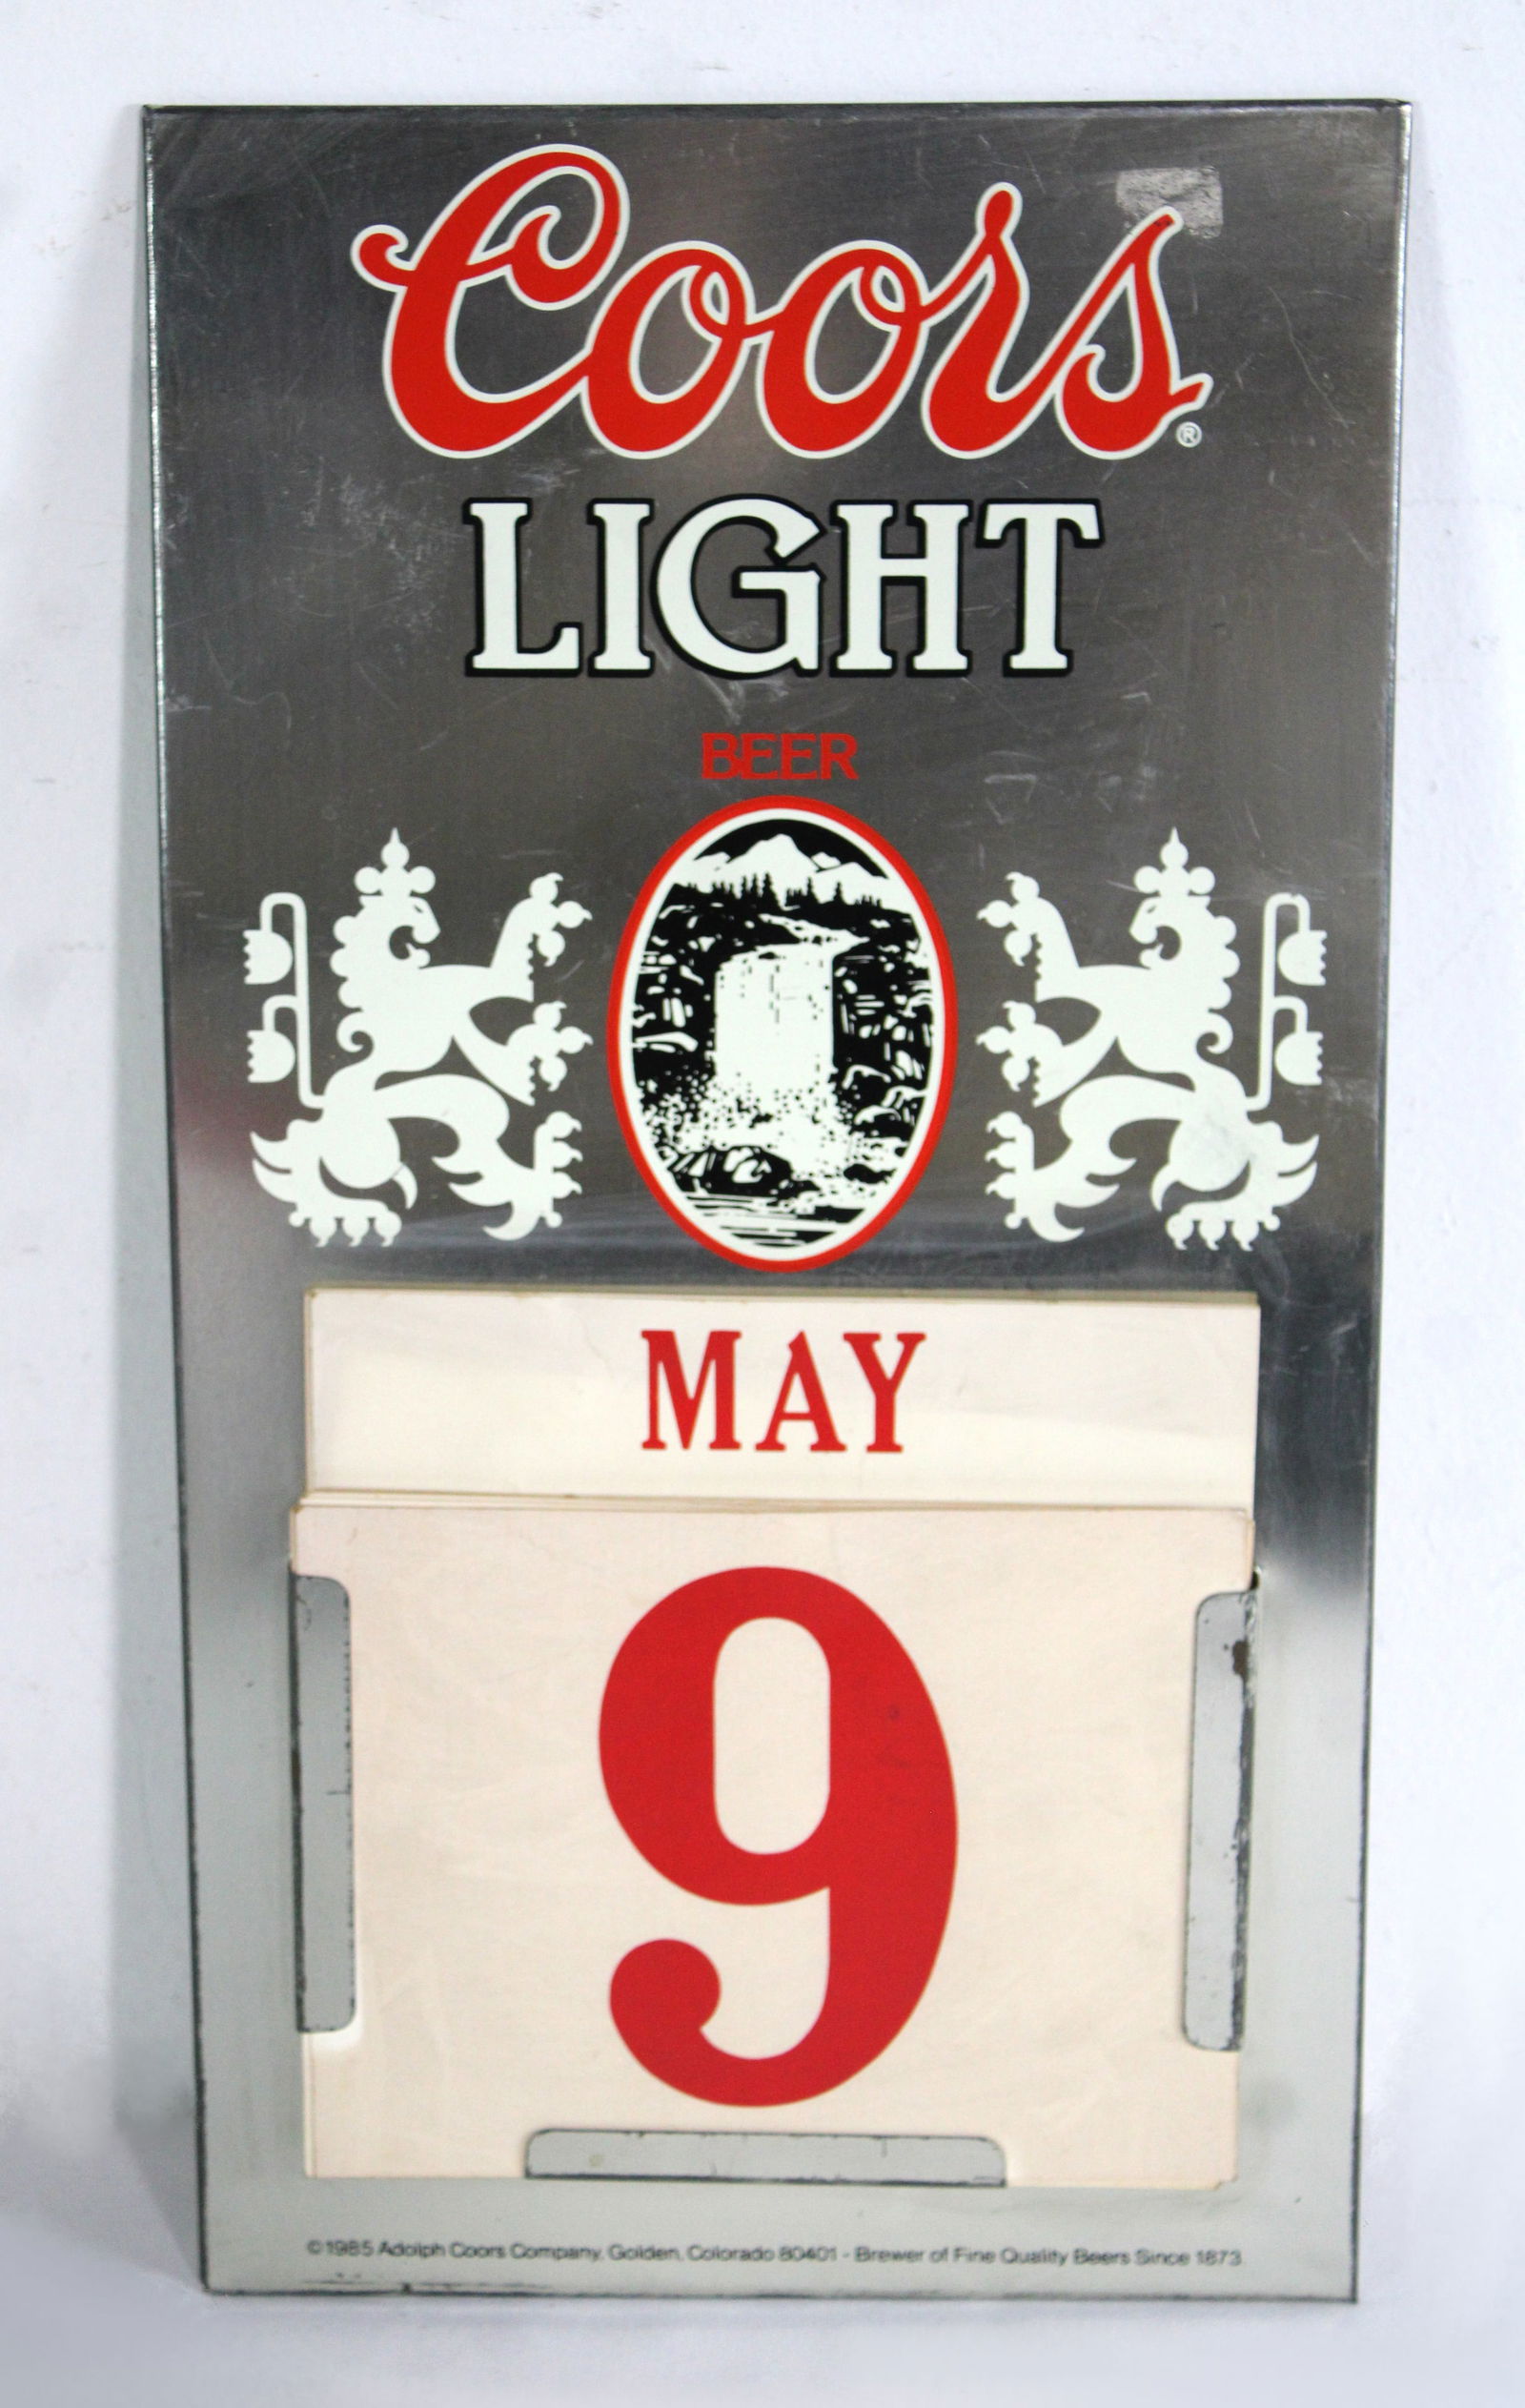 Coors®
LIGHT
BEER
MAY
9
©1985 Adolph Coors Company, Golden, Colorado 80401 - Brewer of Fine Quality Beers Since 1873